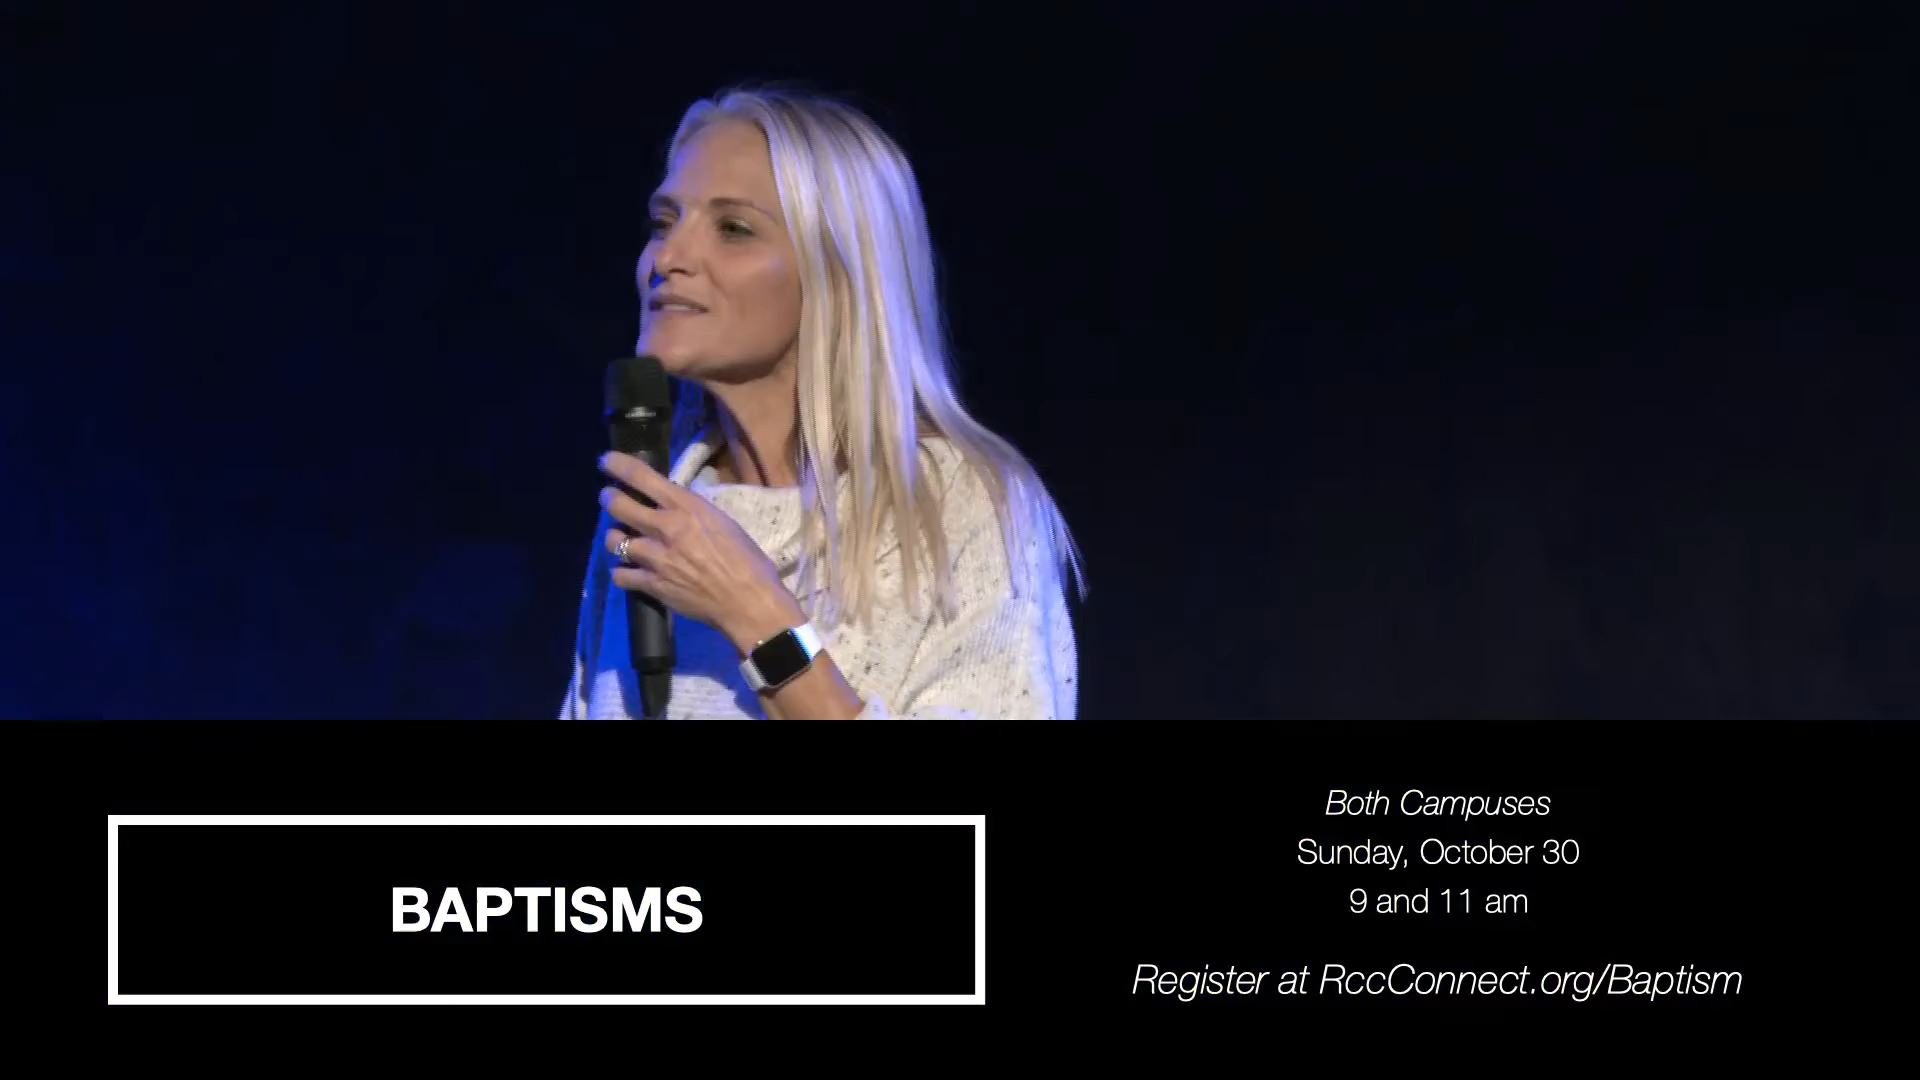 BAPTISMS
Both Campuses
Sunday, October 30
9 and 11 am
Register at RccConnect.org/Baptism